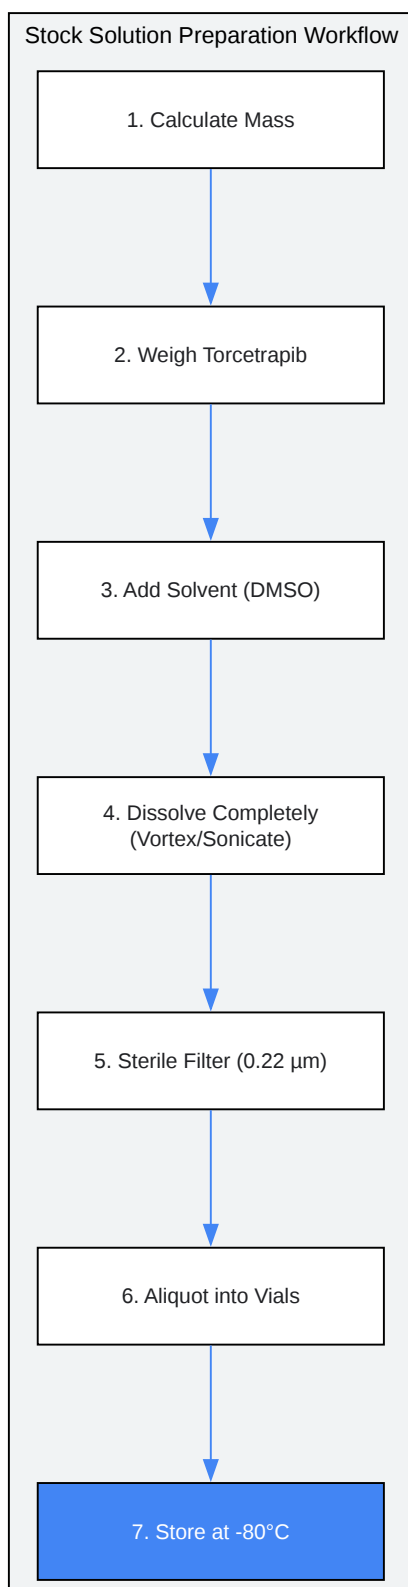 Stock Solution Preparation Workflow
1. Calculate Mass
2. Weigh Torcetrapib
3. Add Solvent (DMSO)
4. Dissolve Completely
(Vortex/Sonicate)
5. Sterile Filter (0.22 µm)
6. Aliquot into Vials
7. Store at -80°C